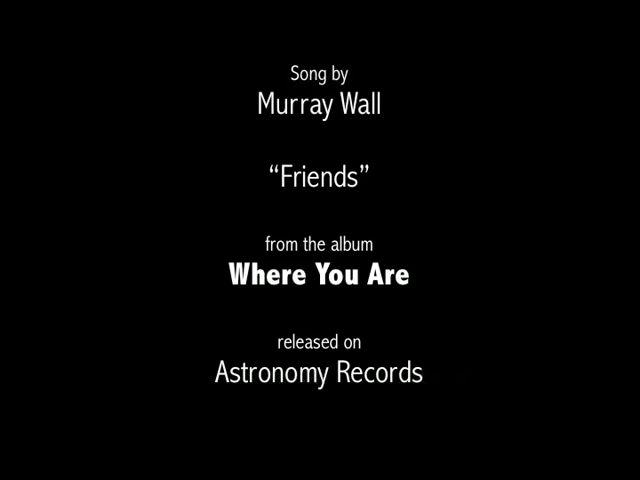 Song by
Murray Wall
“Friends”
from the album
Where You Are
released on
Astronomy Records